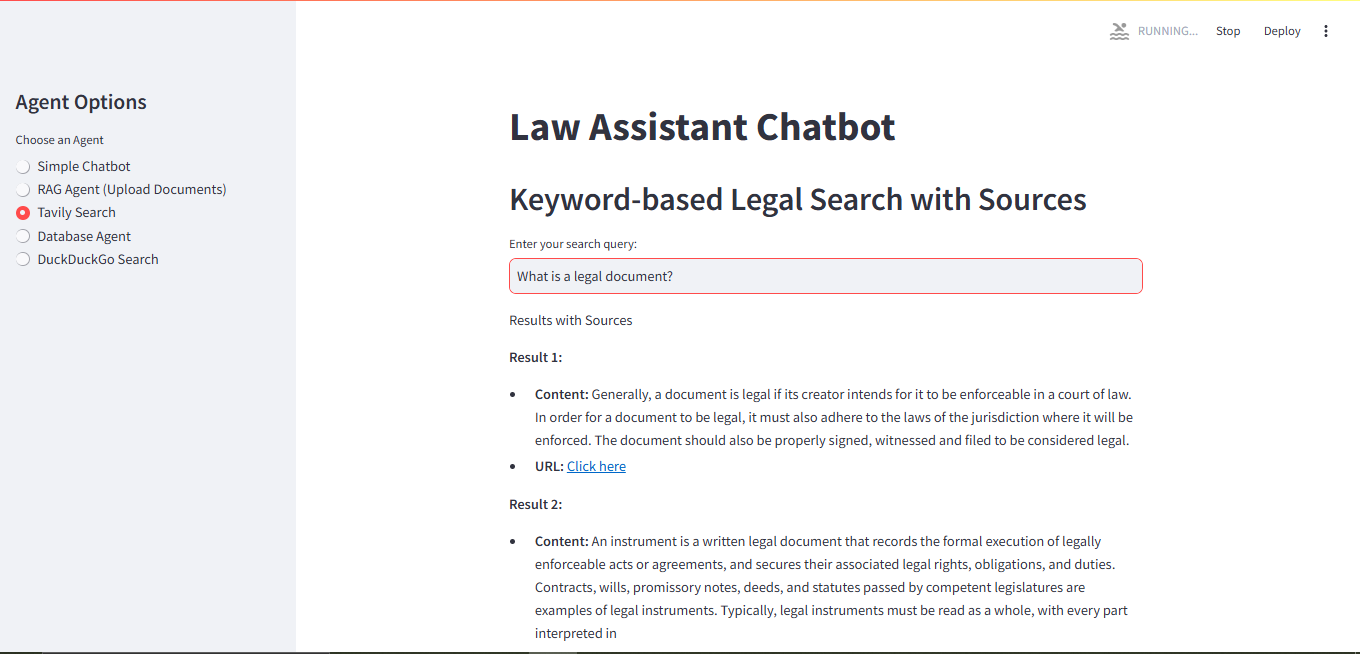 RUNNING...
Stop
Deploy
Agent Options
Choose an Agent
Simple Chatbot
RAG Agent (Upload Documents)
Tavily Search
Database Agent
DuckDuckGo Search
Law Assistant Chatbot
Keyword-based Legal Search with Sources
Enter your search query:
What is a legal document?
Results with Sources
Result 1:
Content: Generally, a document is legal if its creator intends for it to be enforceable in a court of law.
In order for a document to be legal, it must also adhere to the laws of the jurisdiction where it will be
enforced. The document should also be properly signed, witnessed and filed to be considered legal.
URL: Click here
Result 2:
Content: An instrument is a written legal document that records the formal execution of legally
enforceable acts or agreements, and secures their associated legal rights, obligations, and duties.
Contracts, wills, promissory notes, deeds, and statutes passed by competent legislatures are
examples of legal instruments. Typically, legal instruments must be read as a whole, with every part
interpreted in